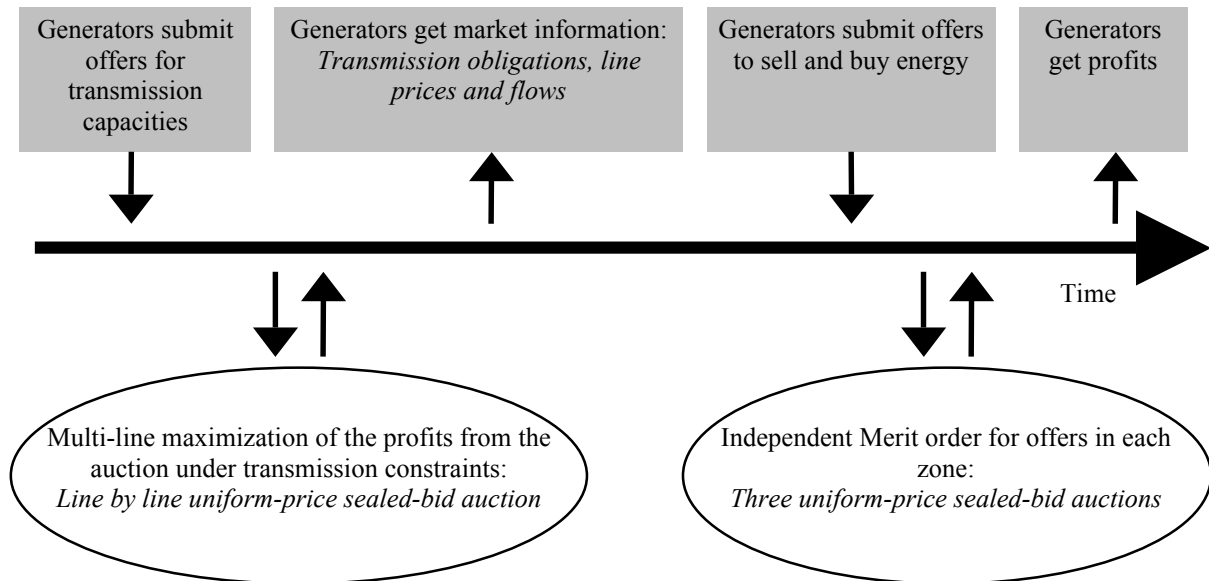 Generators submit
offers for
transmission
capacities
Generators get market information:
Transmission obligations, line
prices and flows
Generators submit offers
to sell and buy energy
Generators
get profits
Time
Multi-line maximization of the profits from the
auction under transmission constraints:
Line by line uniform-price sealed-bid auction
Independent Merit order for offers in each
zone:
Three uniform-price sealed-bid auctions